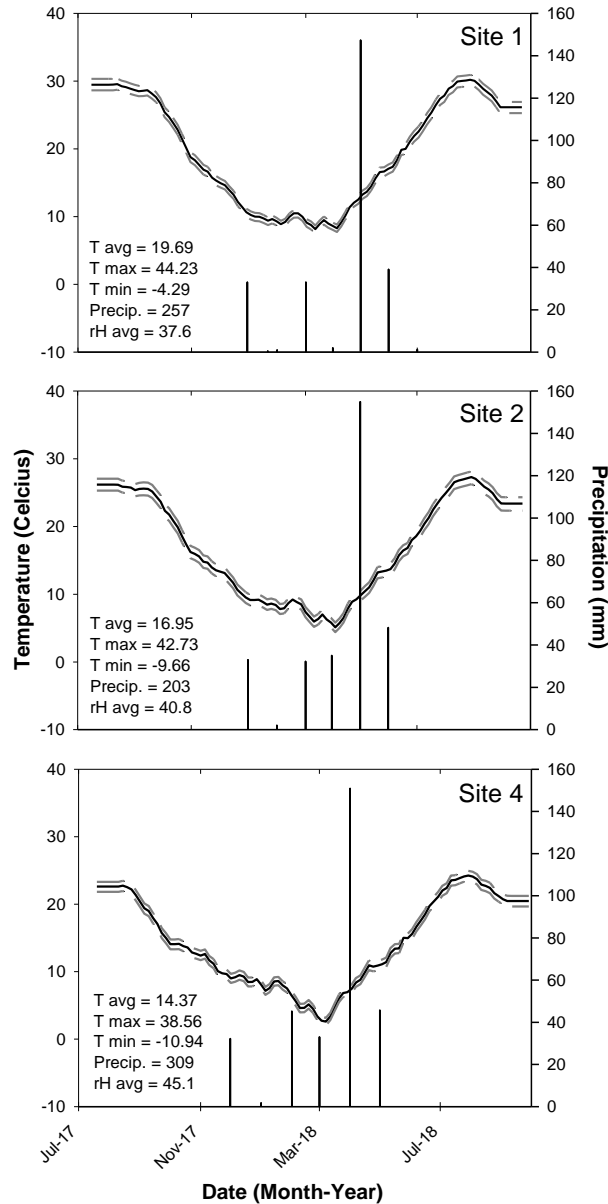 Site 1
40
30
20
10
0
-10
160
140
120
100
80
60
40
20
0
T avg = 19.69
T max = 44.23
T min = -4.29
Precip. = 257
rH avg = 37.6
Site 2
40
30
20
10
0
-10
160
140
120
100
80
60
40
20
0
T avg = 16.95
T max = 42.73
T min = -9.66
Precip. = 203
rH avg = 40.8
Temperature (Celcius)
Precipitation (mm)
Site 4
40
30
20
10
0
-10
160
140
120
100
80
60
40
20
0
T avg = 14.37
T max = 38.56
T min = -10.94
Precip. = 309
rH avg = 45.1
Jul-17
Nov-17
Mar-18
Jul-18
Date (Month-Year)